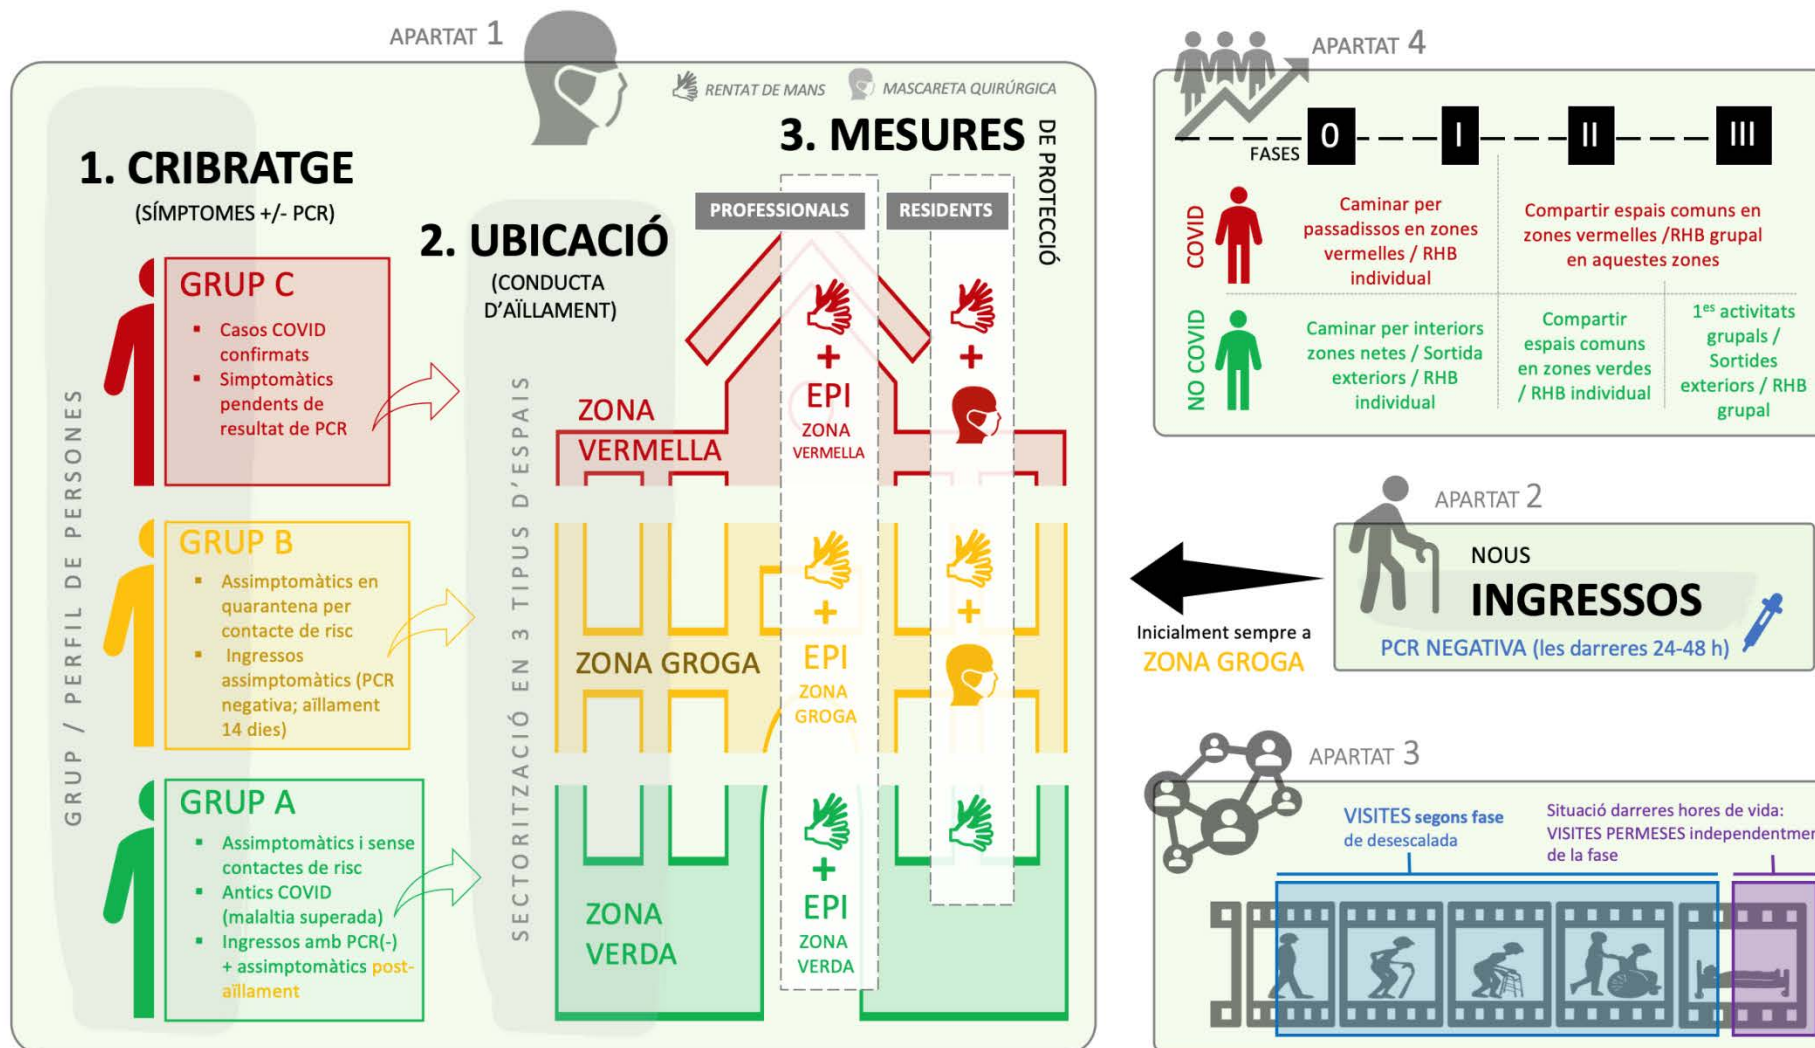 APARTAT 1
RENTAT DE MANS
MASCARETA QUIRÚRGICA
GRUP / PERFIL DE PERSONES
1. CRIBRATGE
(SÍMPTOMES +/- PCR)
GRUP C
▪ Casos COVID
confirmats
▪ Simptomàtics
pendents de
resultat de PCR
GRUP B
▪ Assimptomàtics en
quarantena per
contacte de risc
▪ Ingressos
assimptomàtics (PCR
negativa; aïllament
14 dies)
GRUP A
▪ Assimptomàtics i sense
contactes de risc
▪ Antics COVID
(malaltia superada)
▪ Ingressos amb PCR(-)
+ assimptomàtics post-
aïllament
2. UBICACIÓ
(CONDUCTA
D'AÏLLAMENT)
SECTORITZACIÓ EN 3 TIPUS D'ESPAIS
ZONA
VERMELLA
ZONA GROGA
ZONA
VERDA
3. MESURES
DE PROTECCIÓ
PROFESSIONALS
+
EPI
ZONA
VERMELLA
+
EPI
ZONA
GROGA
+
EPI
ZONA
VERDA
RESIDENTS
+
+
APARTAT 4
FASES 0 I II III
COVID
Caminar per
passadissos en zones
vermelles / RHB
individual
Compartir espais comuns en
zones vermelles /RHB grupal
en aquestes zones
NO COVID
Caminar per interiors
zones netes / Sortida
exteriors / RHB
individual
Compartir
espais comuns
en zones verdes
/ RHB individual
1es activitats
grupals /
Sortides
exteriors / RHB
grupal
APARTAT 2
NOUS
INGRESSOS
PCR NEGATIVA (les darreres 24-48 h)
Inicialment sempre a
ZONA GROGA
APARTAT 3
VISITES segons fase
de desescalada
Situació darreres hores de vida:
VISITES PERMESES independentmen
de la fase